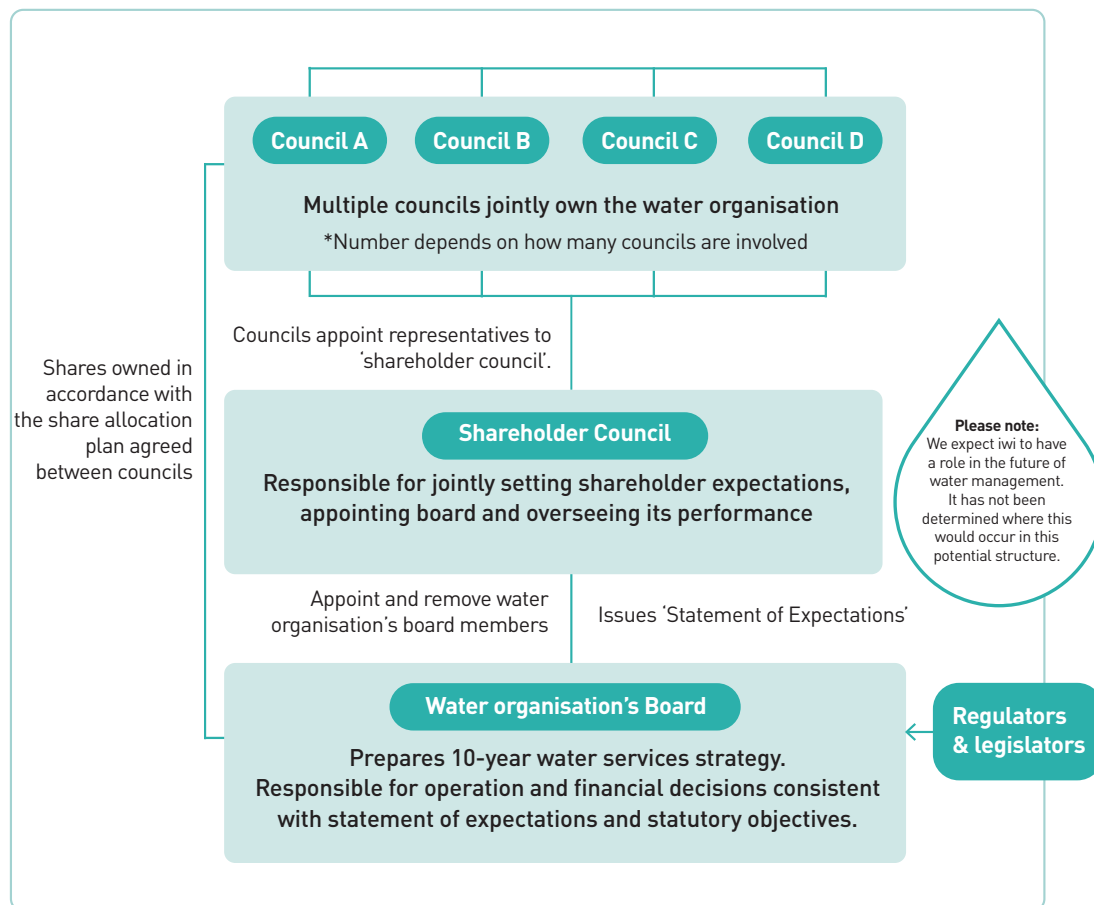 Council A
Council B
Council C
Council D
Multiple councils jointly own the water organisation
*Number depends on how many councils are involved
Councils appoint representatives to
‘shareholder council’.
Shares owned in
accordance with
the share allocation
plan agreed
between councils
Shareholder Council
Responsible for jointly setting shareholder expectations,
appointing board and overseeing its performance
Please note:
We expect iwi to have
a role in the future of
water management.
It has not been
determined where this
would occur in this
potential structure.
Appoint and remove water
organisation’s board members
Issues ‘Statement of Expectations’
Water organisation’s Board
Prepares 10-year water services strategy.
Responsible for operation and financial decisions consistent
with statement of expectations and statutory objectives.
Regulators
& legislators